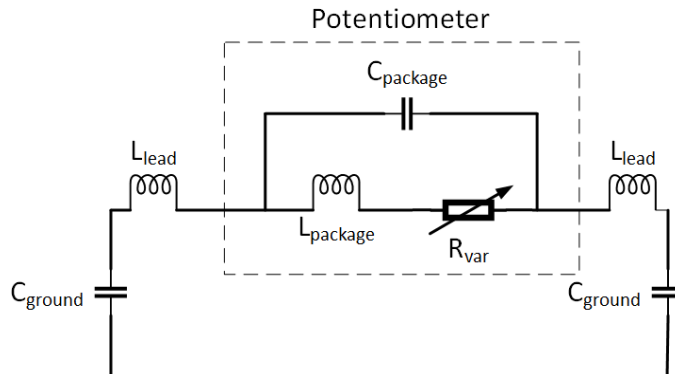 Potentiometer
Cpackage
Llead
Llead
Lpackage
Rvar
Cground
Cground